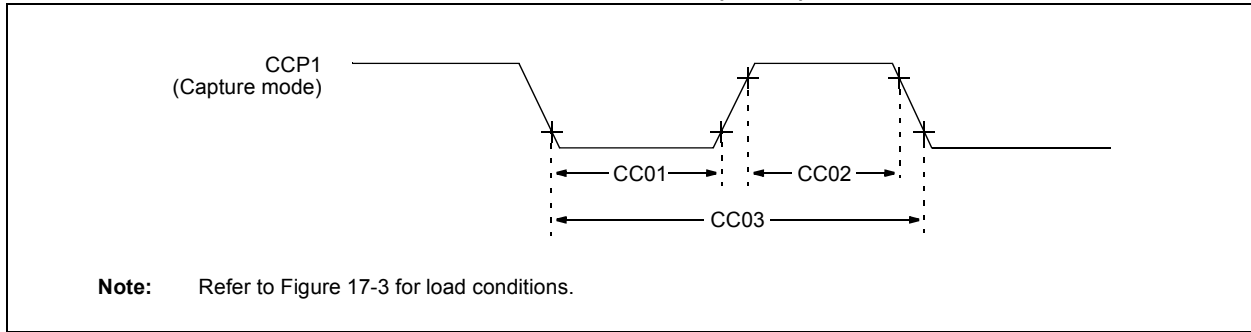 CCP1
(Capture mode)
CC01
CC02
CC03
Note: Refer to Figure 17-3 for load conditions.